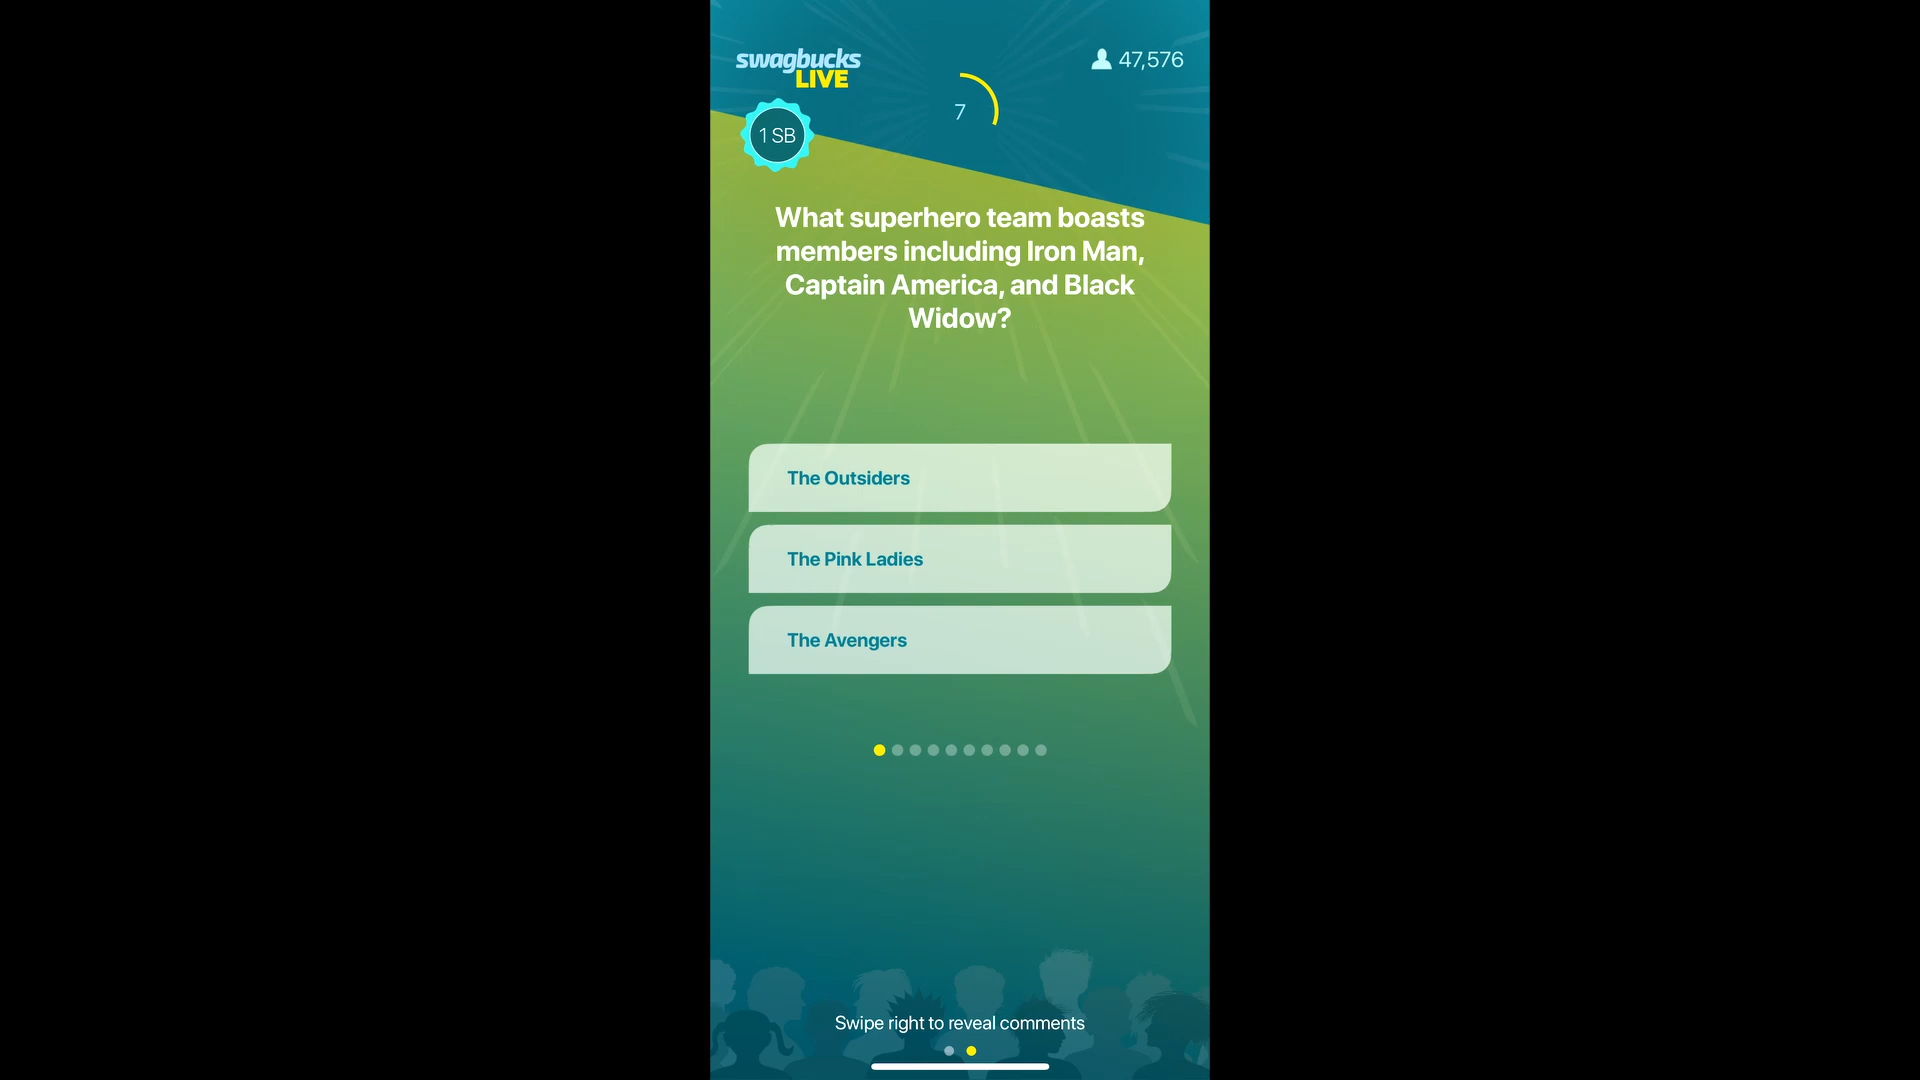 swagbucks
LIVE
47,576
7
1 SB
What superhero team boasts
members including Iron Man,
Captain America, and Black
Widow?
The Outsiders
The Pink Ladies
The Avengers
Swipe right to reveal comments